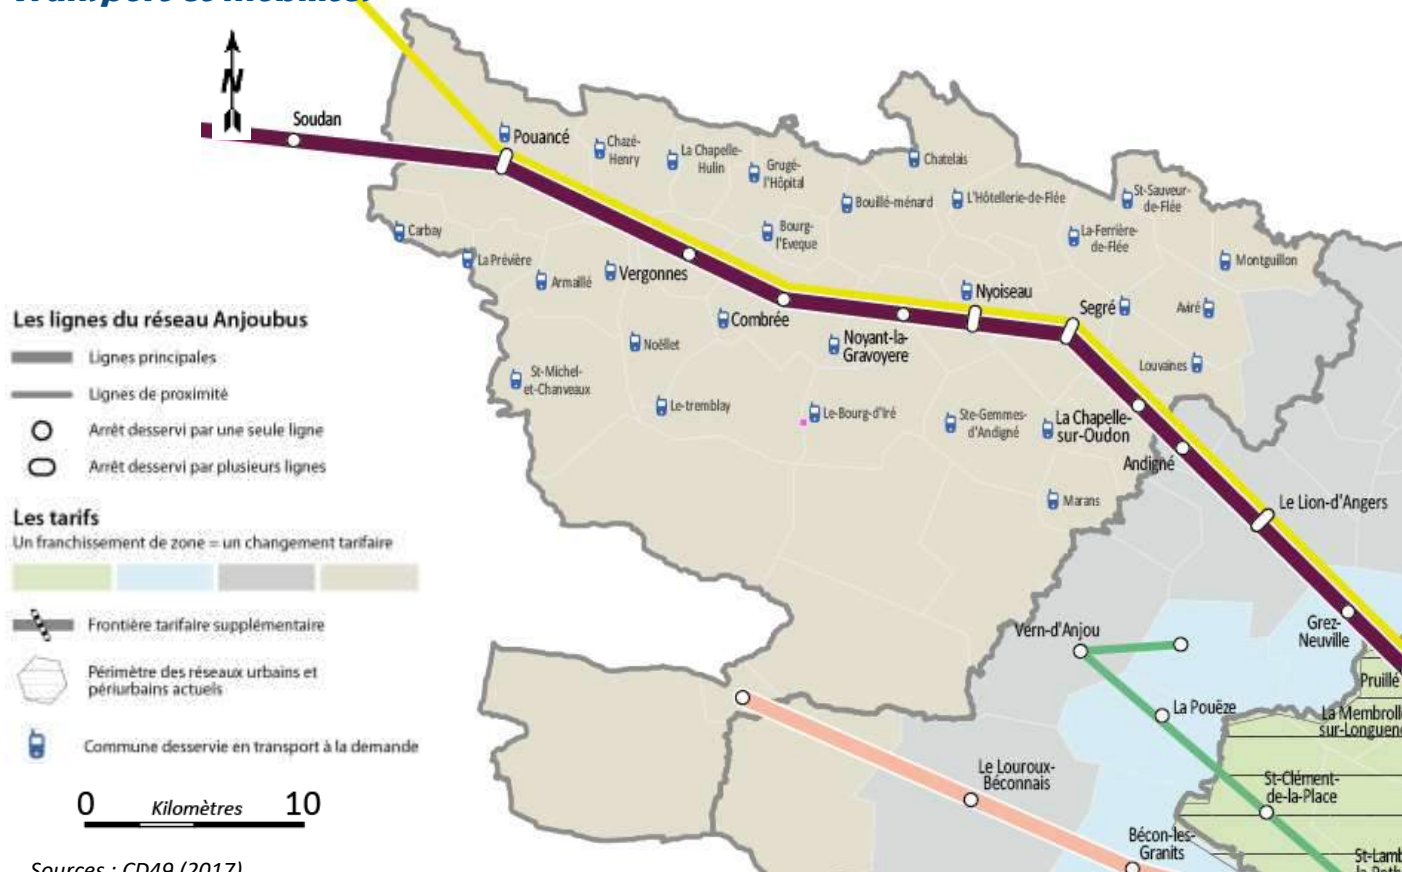 Transport et mobilité,
N
Soudan
Pouancé
Chazé-
Henry
La Chapelle-
Hulin
Grugé-
l'Hôpital
Chatelais
Bouillé-ménard
L'Hôtellerie-de-Flée
St-Sauveur-
de-Flée
Carbay
Bourg-
l'Eveque
La-Ferrière-
de-Flée
La Prévière
Armaillé
Vergonnes
Montguillon
Nyoiseau
Segré
Aviré
Combrée
Noyant-la-
Gravoyere
Noëllet
Louvaines
St-Michel-
et-Chanveaux
Le-tremblay
Le-Bourg-d'Iré
Ste-Gemmes-
d'Andigné
La Chapelle-
sur-Oudon
Andigné
Marans
Le Lion-d'Angers
Grez-
Neuville
Vern-d'Anjou
Pruillé
La Pouëze
La Membrolle
sur-Longuen
Le Louroux-
Béconnais
St-Clément-
de-la-Place
Bécon-les-
Granits
St-Lamb
Les lignes du réseau Anjoubus
Lignes principales
Lignes de proximité
Arrêt desservi par une seule ligne
Arrêt desservi par plusieurs lignes
Les tarifs
Un franchissement de zone = un changement tarifaire
Frontière tarifaire supplémentaire
Périmètre des réseaux urbains et
périurbains actuels
Commune desservie en transport à la demande
0 Kilomètres 10
Sources : CD49 (2017)